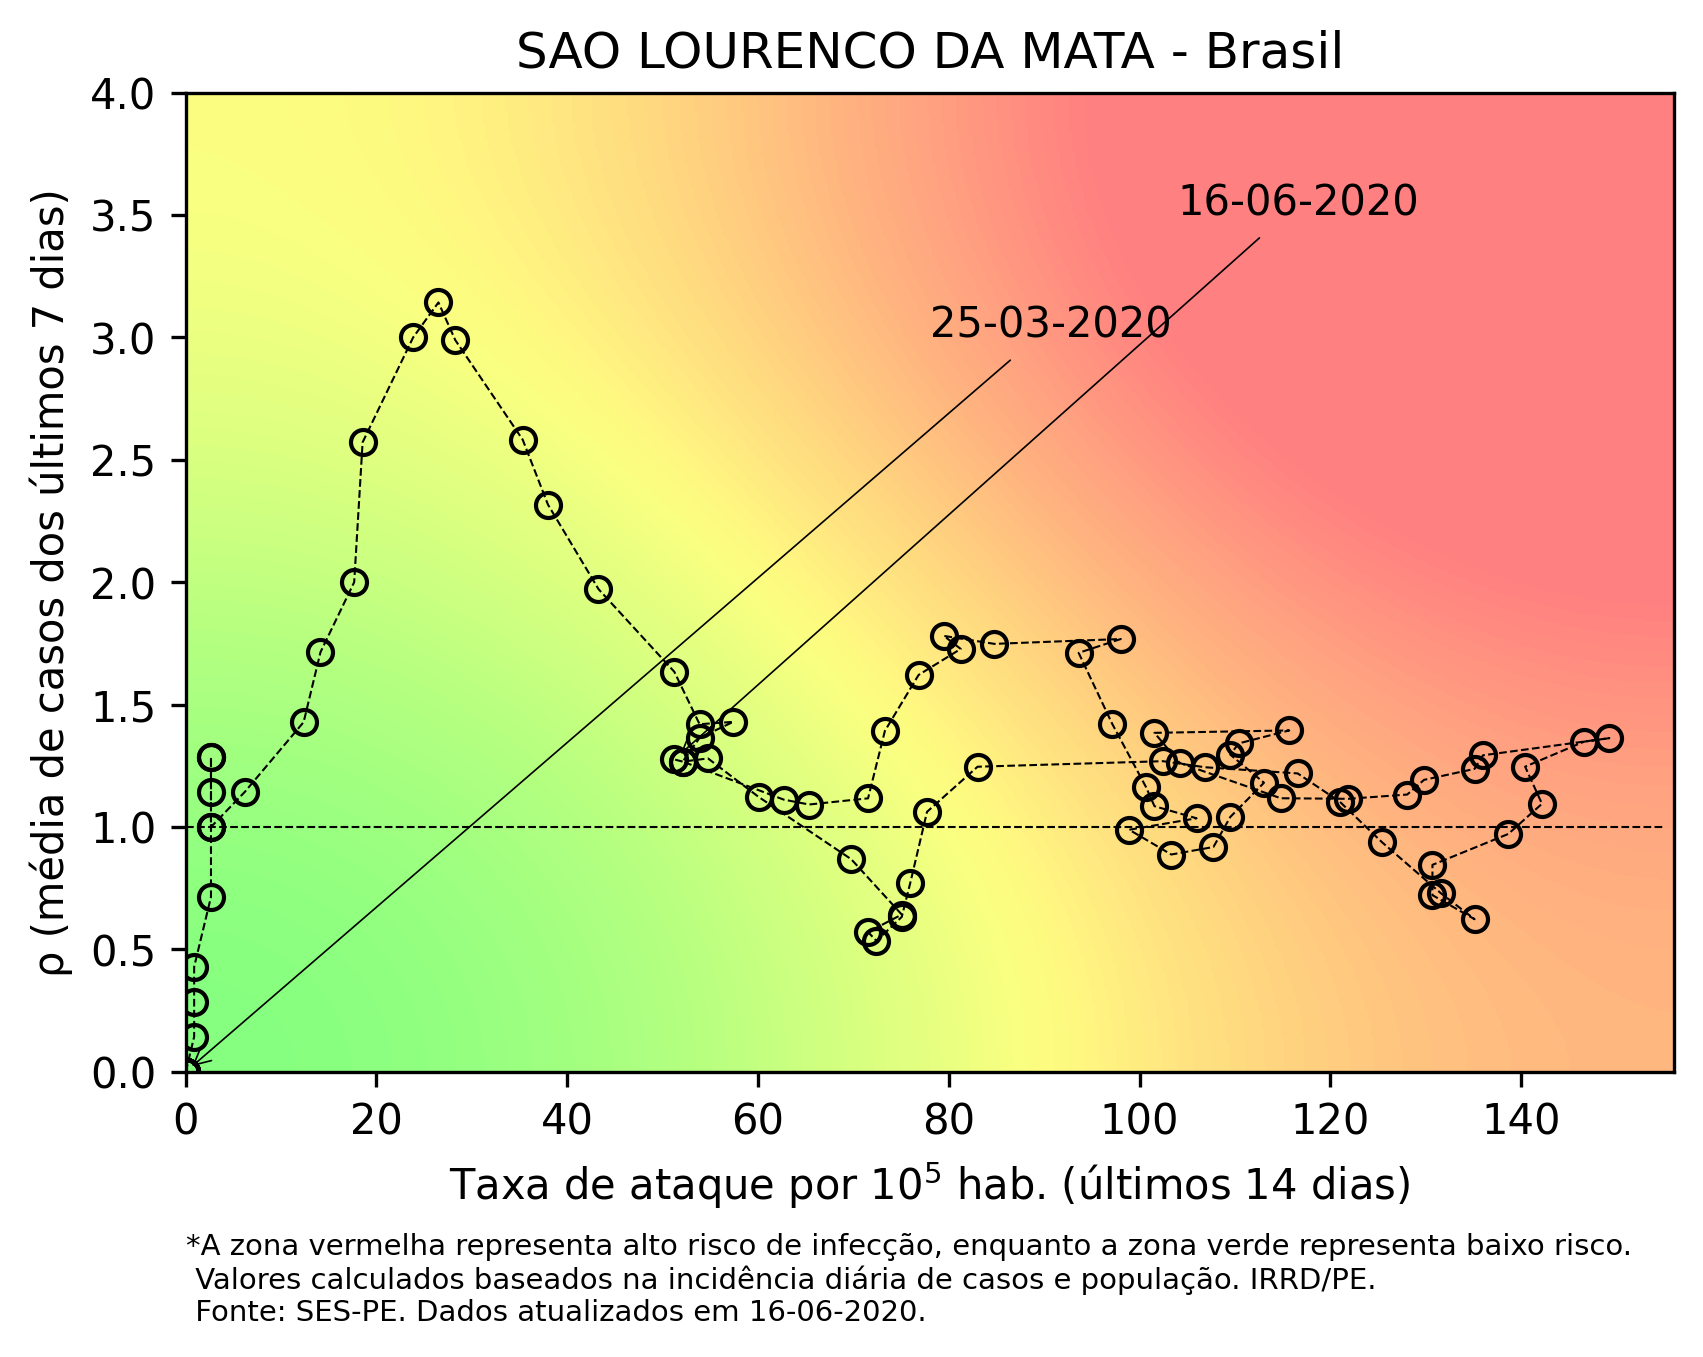 SAO LOURENCO DA MATA - Brasil
4.0
3.5
3.0
2.5
2.0
1.5
1.0
0.5
0.0
ρ (média de casos dos últimos 7 dias)
16-06-2020
25-03-2020
0 20 40 60 80 100 120 140
Taxa de ataque por 10⁵ hab. (últimos 14 dias)
*A zona vermelha representa alto risco de infecção, enquanto a zona verde representa baixo risco.
Valores calculados baseados na incidência diária de casos e população. IRRD/PE.
Fonte: SES-PE. Dados atualizados em 16-06-2020.